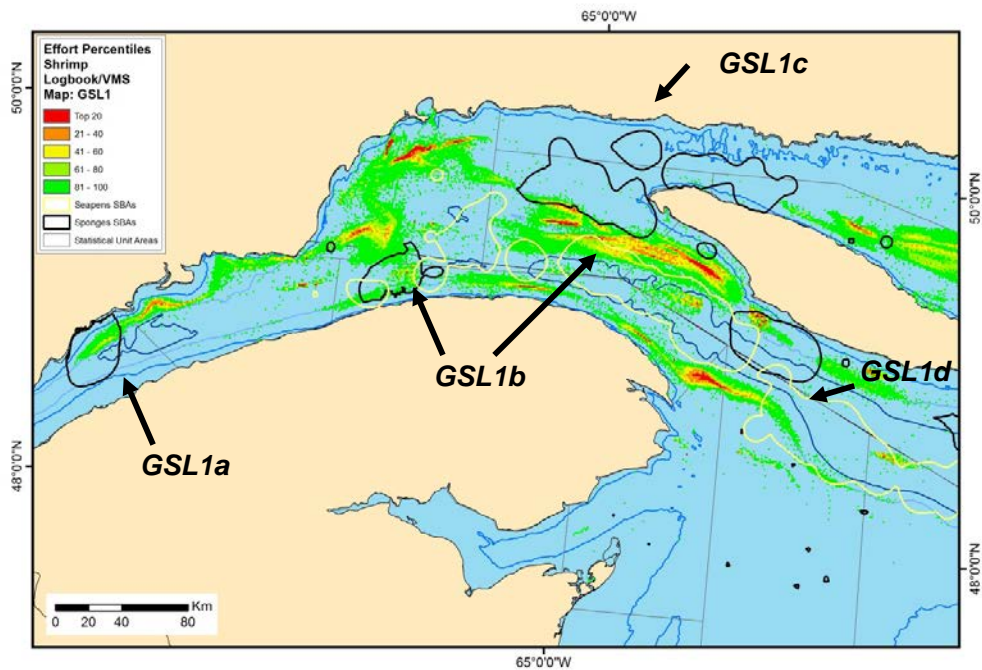 65°0'0"W
Effort Percentiles
Shrimp
Logbook/VMS
Map: GSL1
Top 20
21 - 40
41 - 60
61 - 80
81 - 100
Seapens SBAs
Sponges SBAs
Statistical Unit Areas
GSL1c
50°0'0"N
50°0'0"N
GSL1b
GSL1d
GSL1a
48°0'0"N
48°0'0"N
Km
0 20 40 80
65°0'0"W